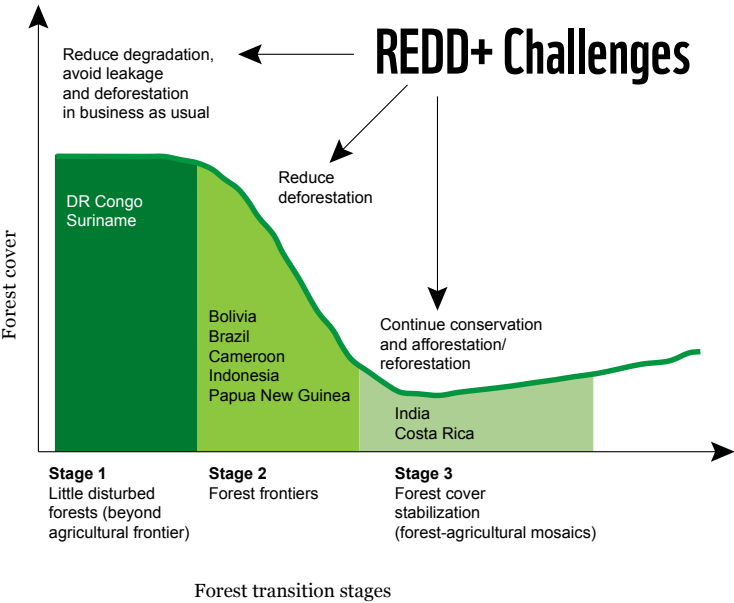 REDD+ Challenges
Reduce degradation,
avoid leakage
and deforestation
in business as usual
Reduce
deforestation
Continue conservation
and afforestation/
reforestation
Forest cover
DR Congo
Suriname
Bolivia
Brazil
Cameroon
Indonesia
Papua New Guinea
India
Costa Rica
Stage 1
Little disturbed
forests (beyond
agricultural frontier)
Stage 2
Forest frontiers
Stage 3
Forest cover
stabilization
(forest-agricultural mosaics)
Forest transition stages